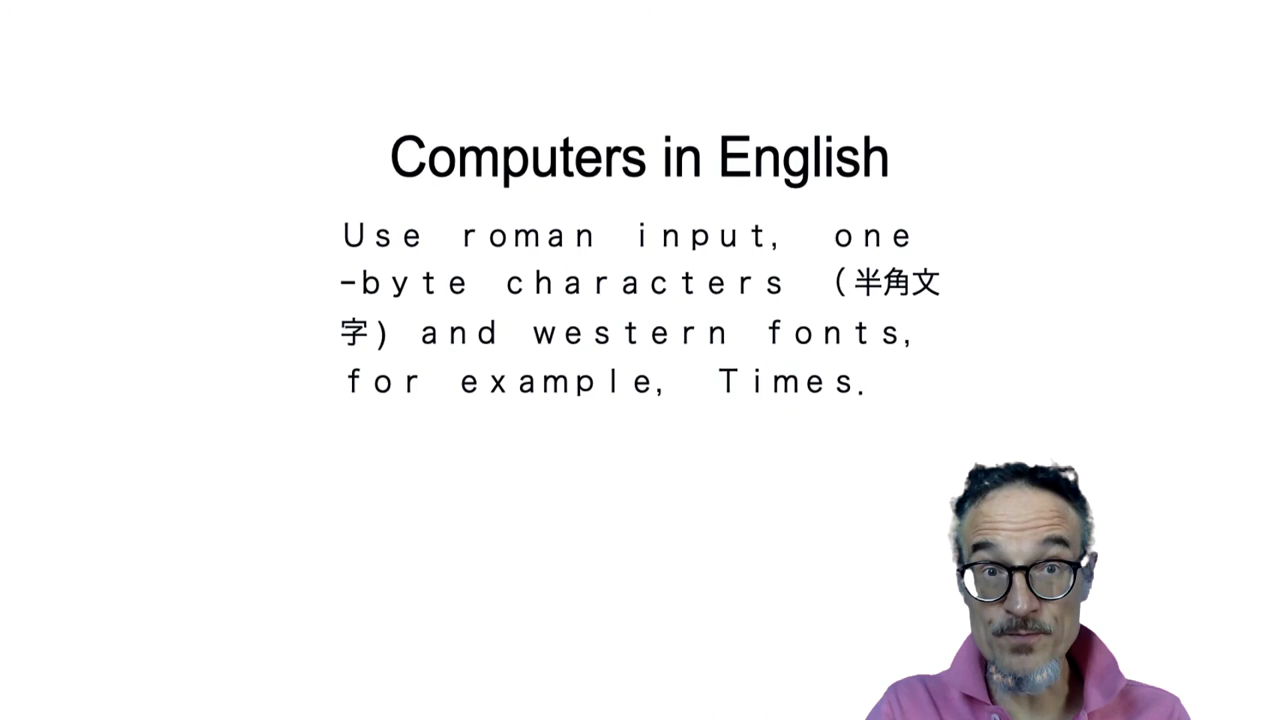 Computers in English
Ｕｓｅ ｒｏｍａｎ ｉｎｐｕｔ， ｏｎｅ
－ｂｙｔｅ ｃｈａｒａｃｔｅｒｓ （半角文
字）ａｎｄ ｗｅｓｔｅｒｎ ｆｏｎｔｓ，
ｆｏｒ ｅｘａｍｐｌｅ， Ｔｉｍｅｓ．